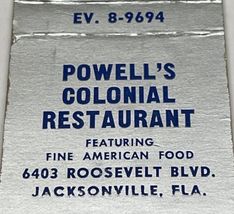 EV. 8-9694
POWELL'S
COLONIAL
RESTAURANT
FEATURING
FINE AMERICAN FOOD
6403 ROOSEVELT BLVD.
JACKSONVILLE, FLA.